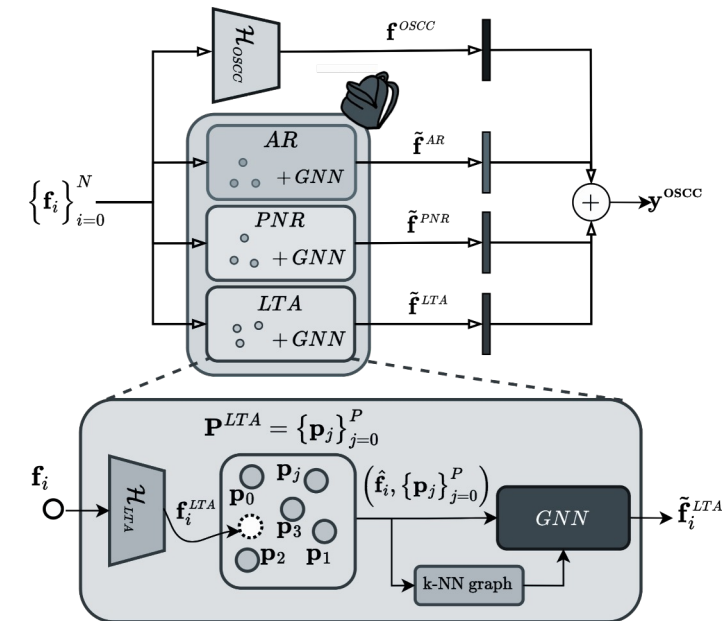 ℋ_OSCC
f^OSCC
AR
+GNN
f̃^AR
{f_i}_{i=0}^N
PNR
+GNN
f̃^PNR
+
y^oscc
LTA
+GNN
f̃^LTA
P^LTA = {p_j}_{j=0}^P
f_i
ℋ_LTA
f_i^LTA
p_0
p_j
p_3
p_2
p_1
(f̂_i, {p_j}_{j=0}^P)
GNN
f̃_i^LTA
k-NN graph